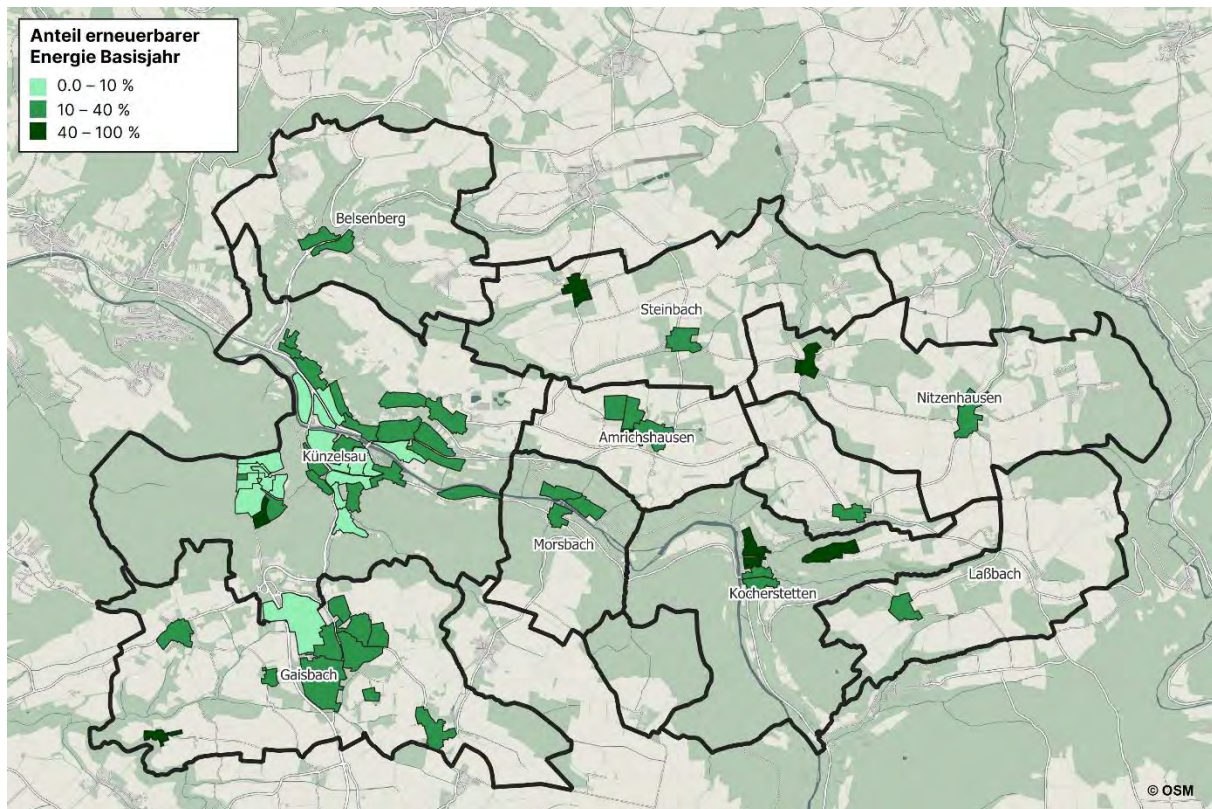 Anteil erneuerbarer
Energie Basisjahr
0.0 – 10 %
10 – 40 %
40 – 100 %
Belsenberg
Steinbach
Nitzenhausen
Amrichshausen
Künzelsau
Morsbach
Laßbach
Kocherstetten
Gaisbach
© OSM